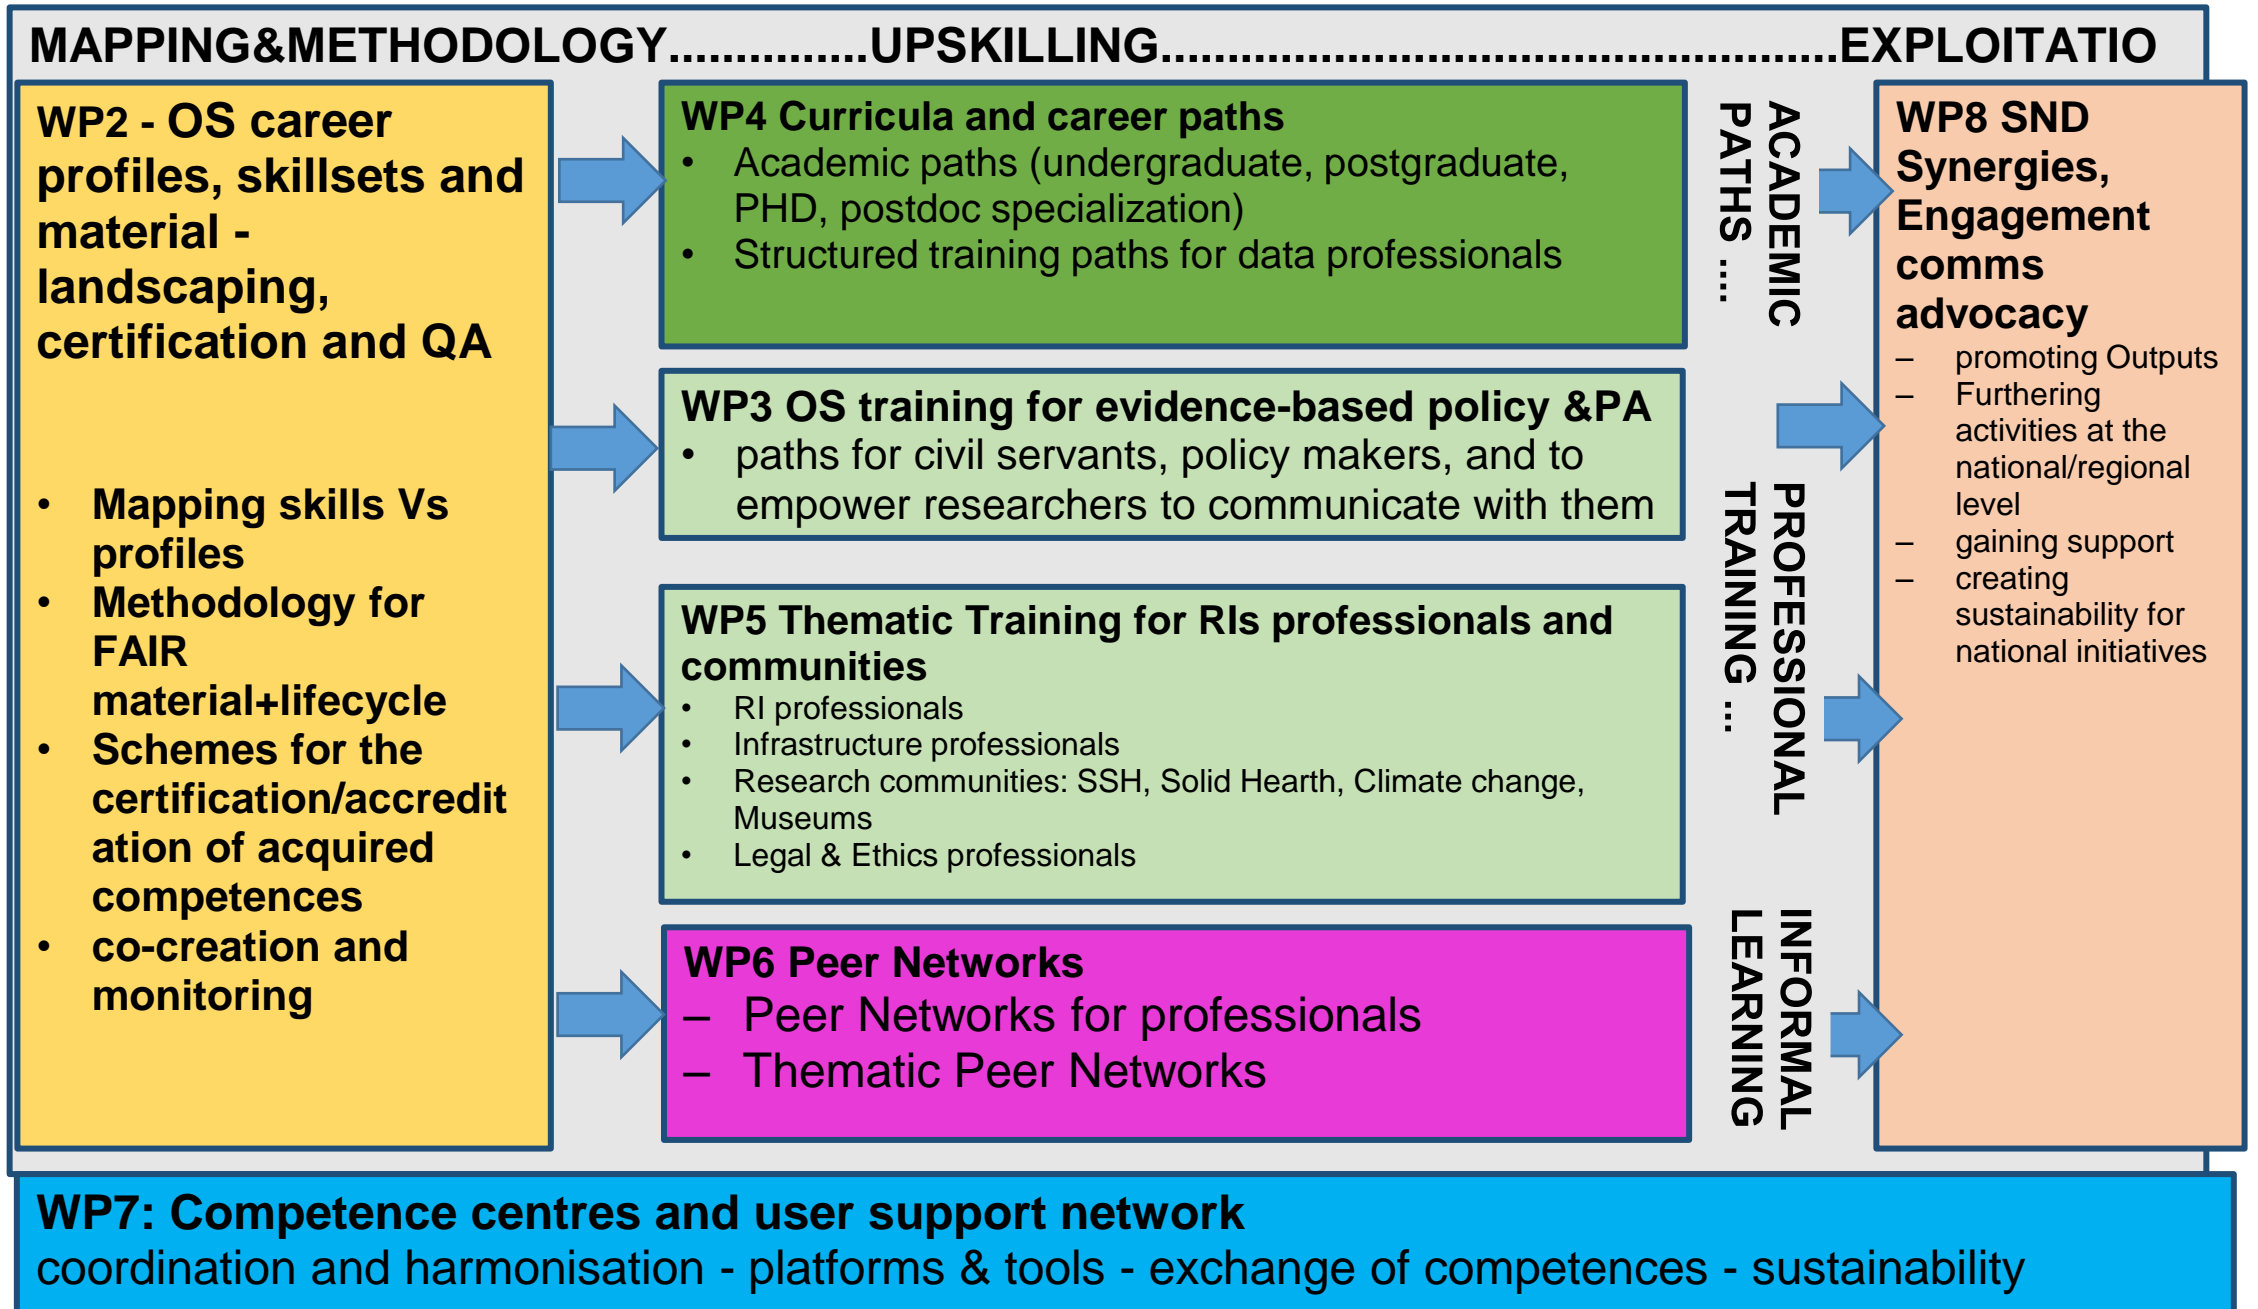 MAPPING&METHODOLOGY...............UPSKILLING...................................................EXPLOITATIO
WP2 - OS career
profiles, skillsets and
material -
landscaping,
certification and QA
• Mapping skills Vs
profiles
• Methodology for
FAIR
material+lifecycle
• Schemes for the
certification/accredit
ation of acquired
competences
• co-creation and
monitoring
WP4 Curricula and career paths
• Academic paths (undergraduate, postgraduate,
PHD, postdoc specialization)
• Structured training paths for data professionals
WP3 OS training for evidence-based policy &PA
• paths for civil servants, policy makers, and to
empower researchers to communicate with them
WP5 Thematic Training for RIs professionals and
communities
• RI professionals
• Infrastructure professionals
• Research communities: SSH, Solid Hearth, Climate change,
Museums
• Legal & Ethics professionals
WP6 Peer Networks
– Peer Networks for professionals
– Thematic Peer Networks
ACADEMIC
PATHS ....
PROFESSIONAL
TRAINING ...
INFORMAL
LEARNING
WP8 SND
Synergies,
Engagement
comms
advocacy
– promoting Outputs
– Furthering
activities at the
national/regional
level
– gaining support
– creating
sustainability for
national initiatives
WP7: Competence centres and user support network
coordination and harmonisation - platforms & tools - exchange of competences - sustainability